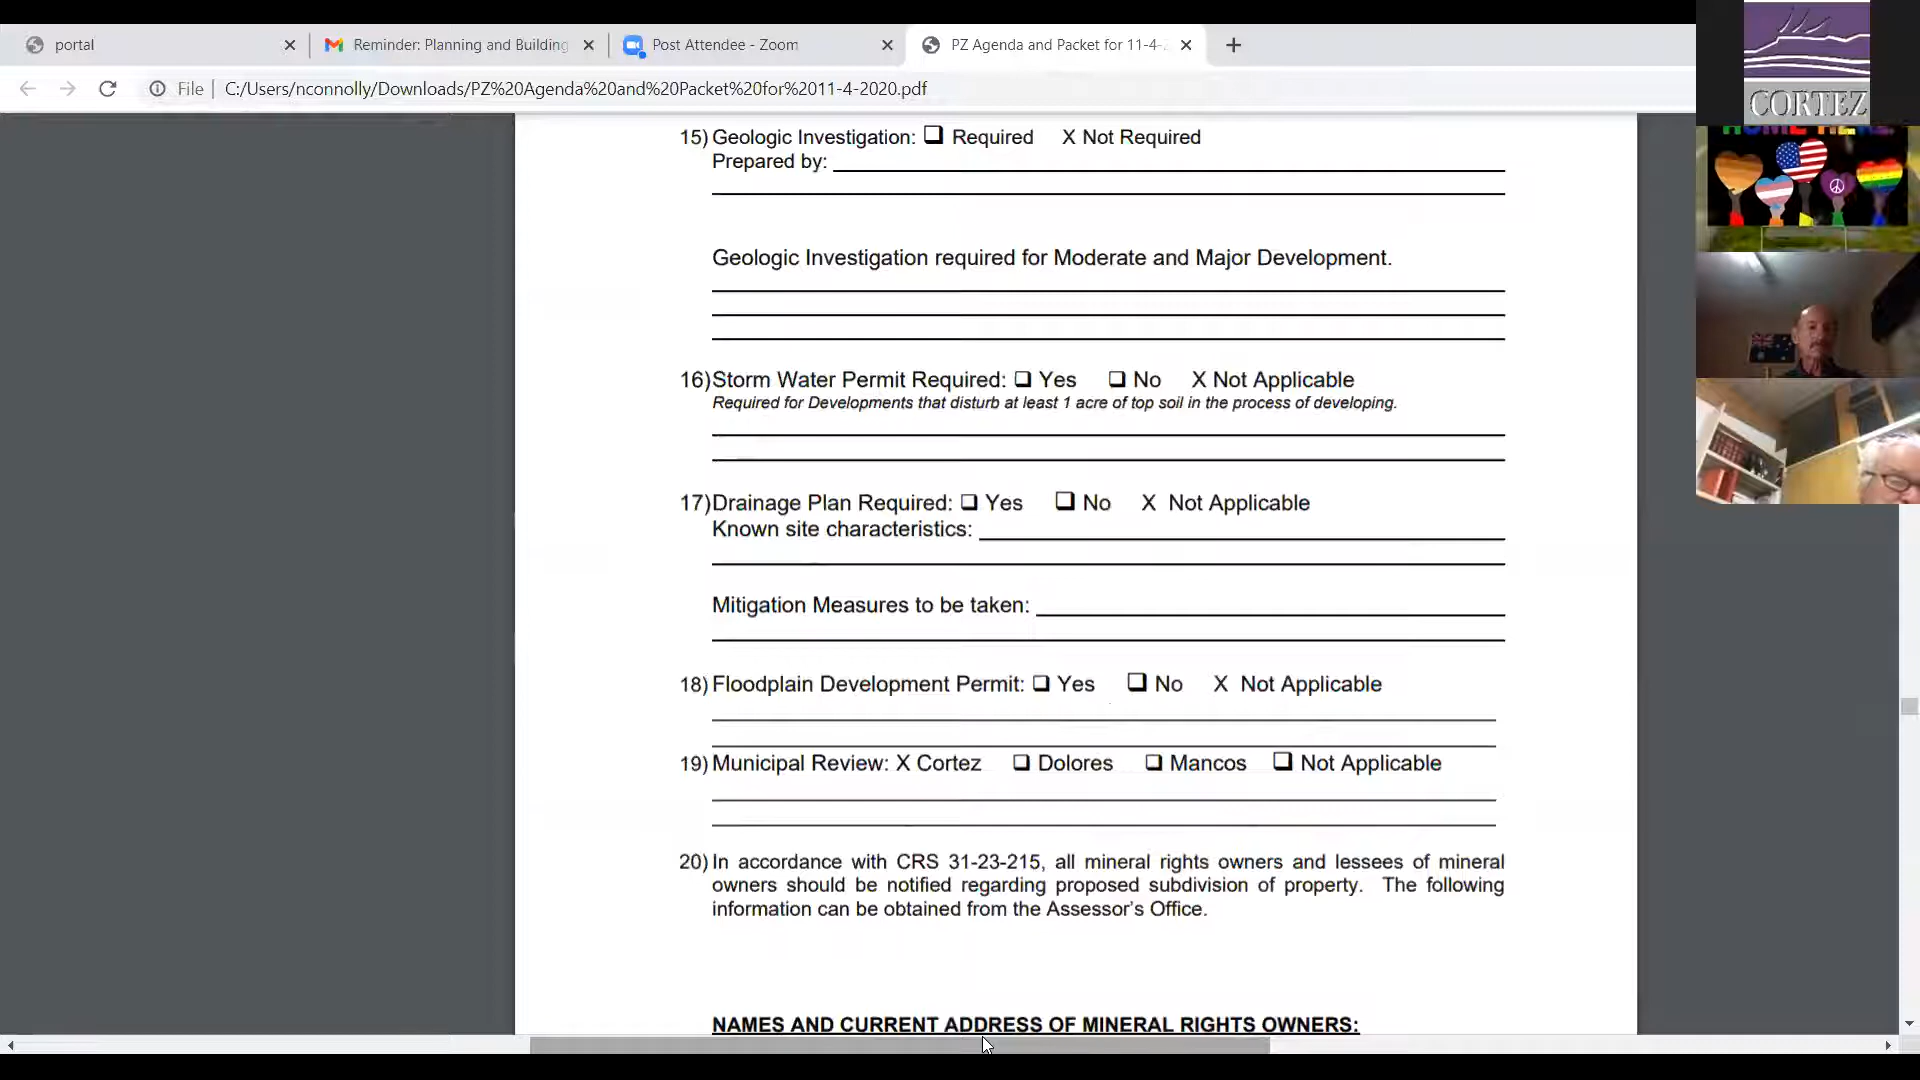 portal
Reminder: Planning and Building
Post Attendee - Zoom
PZ Agenda and Packet for 11-4-
File
C:/Users/nconnolly/Downloads/PZ%20Agenda%20and%20Packet%20for%2011-4-2020.pdf
CORTEZ
HOME HERE
15) Geologic Investigation: ❑ Required X Not Required
Prepared by:
Geologic Investigation required for Moderate and Major Development.
16) Storm Water Permit Required: ❑ Yes ❑ No X Not Applicable
Required for Developments that disturb at least 1 acre of top soil in the process of developing.
17) Drainage Plan Required: ❑ Yes ❑ No X Not Applicable
Known site characteristics:
Mitigation Measures to be taken:
18) Floodplain Development Permit: ❑ Yes ❑ No X Not Applicable
19) Municipal Review: X Cortez ❑ Dolores ❑ Mancos ❑ Not Applicable
20) In accordance with CRS 31-23-215, all mineral rights owners and lessees of mineral
owners should be notified regarding proposed subdivision of property. The following
information can be obtained from the Assessor's Office.
NAMES AND CURRENT ADDRESS OF MINERAL RIGHTS OWNERS: